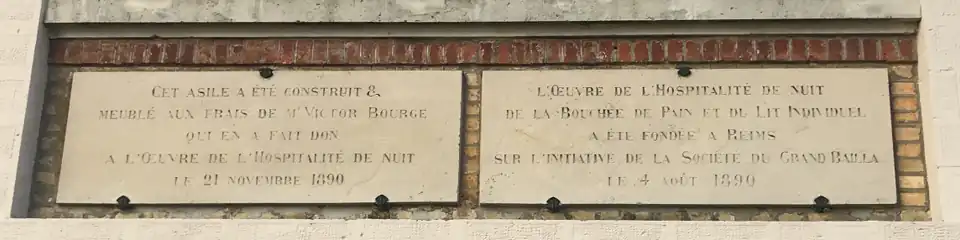 CET ASILE A ÉTÉ CONSTRUIT &
MEUBLÉ AUX FRAIS DE Mr VICTOR BOURGE
QUI EN A FAIT DON
A L'ŒUVRE DE L'HOSPITALITÉ DE NUIT
LE 21 NOVEMBRE 1890
L'ŒUVRE DE L'HOSPITALITÉ DE NUIT
DE LA BOUCHÉE DE PAIN ET DU LIT INDIVIDUEL
A ÉTÉ FONDÉE A REIMS
SUR L'INITIATIVE DE LA SOCIÉTÉ DU GRAND BAILLA
LE 4 AOÛT 1890